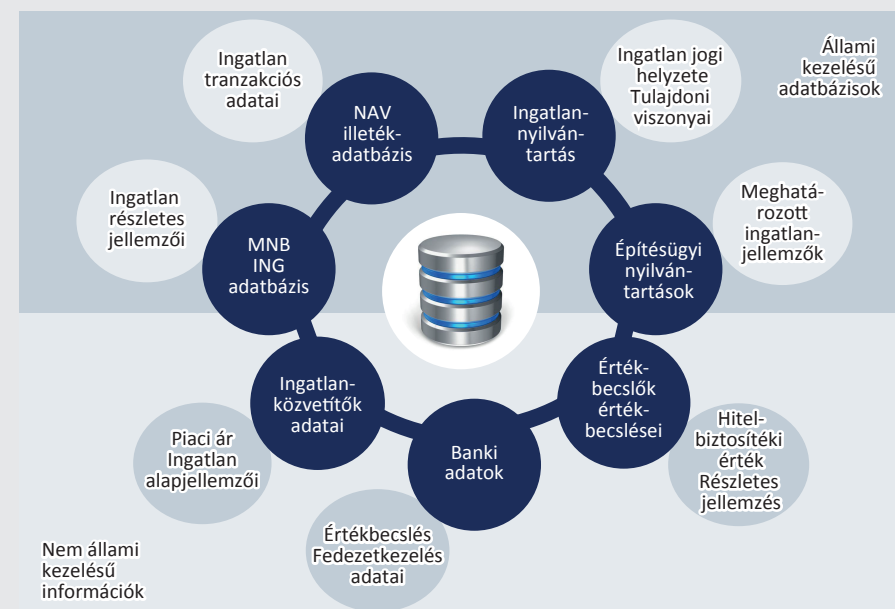 Ingatlan
tranzakciós
adatai
NAV
illeték-
adatbázis
Ingatlan-
nyilván-
tartás
Ingatlan jogi
helyzete
Tulajdoni
viszonyai
Állami
kezelésű
adatbázisok
Ingatlan
részletes
jellemzői
MNB
ING
adatbázis
Építésügyi
nyilván-
tartások
Meghatá-
rozott
ingatlan-
jellemzők
Ingatlan-
közvetítők
adatai
Érték-
becslők
érték-
becslései
Piaci ár
Ingatlan
alapjellemzői
Banki
adatok
Hitel-
biztosítéki
érték
Részletes
jellemzés
Értékbecslés
Fedezetkezelés
adatai
Nem állami
kezelésű
információk